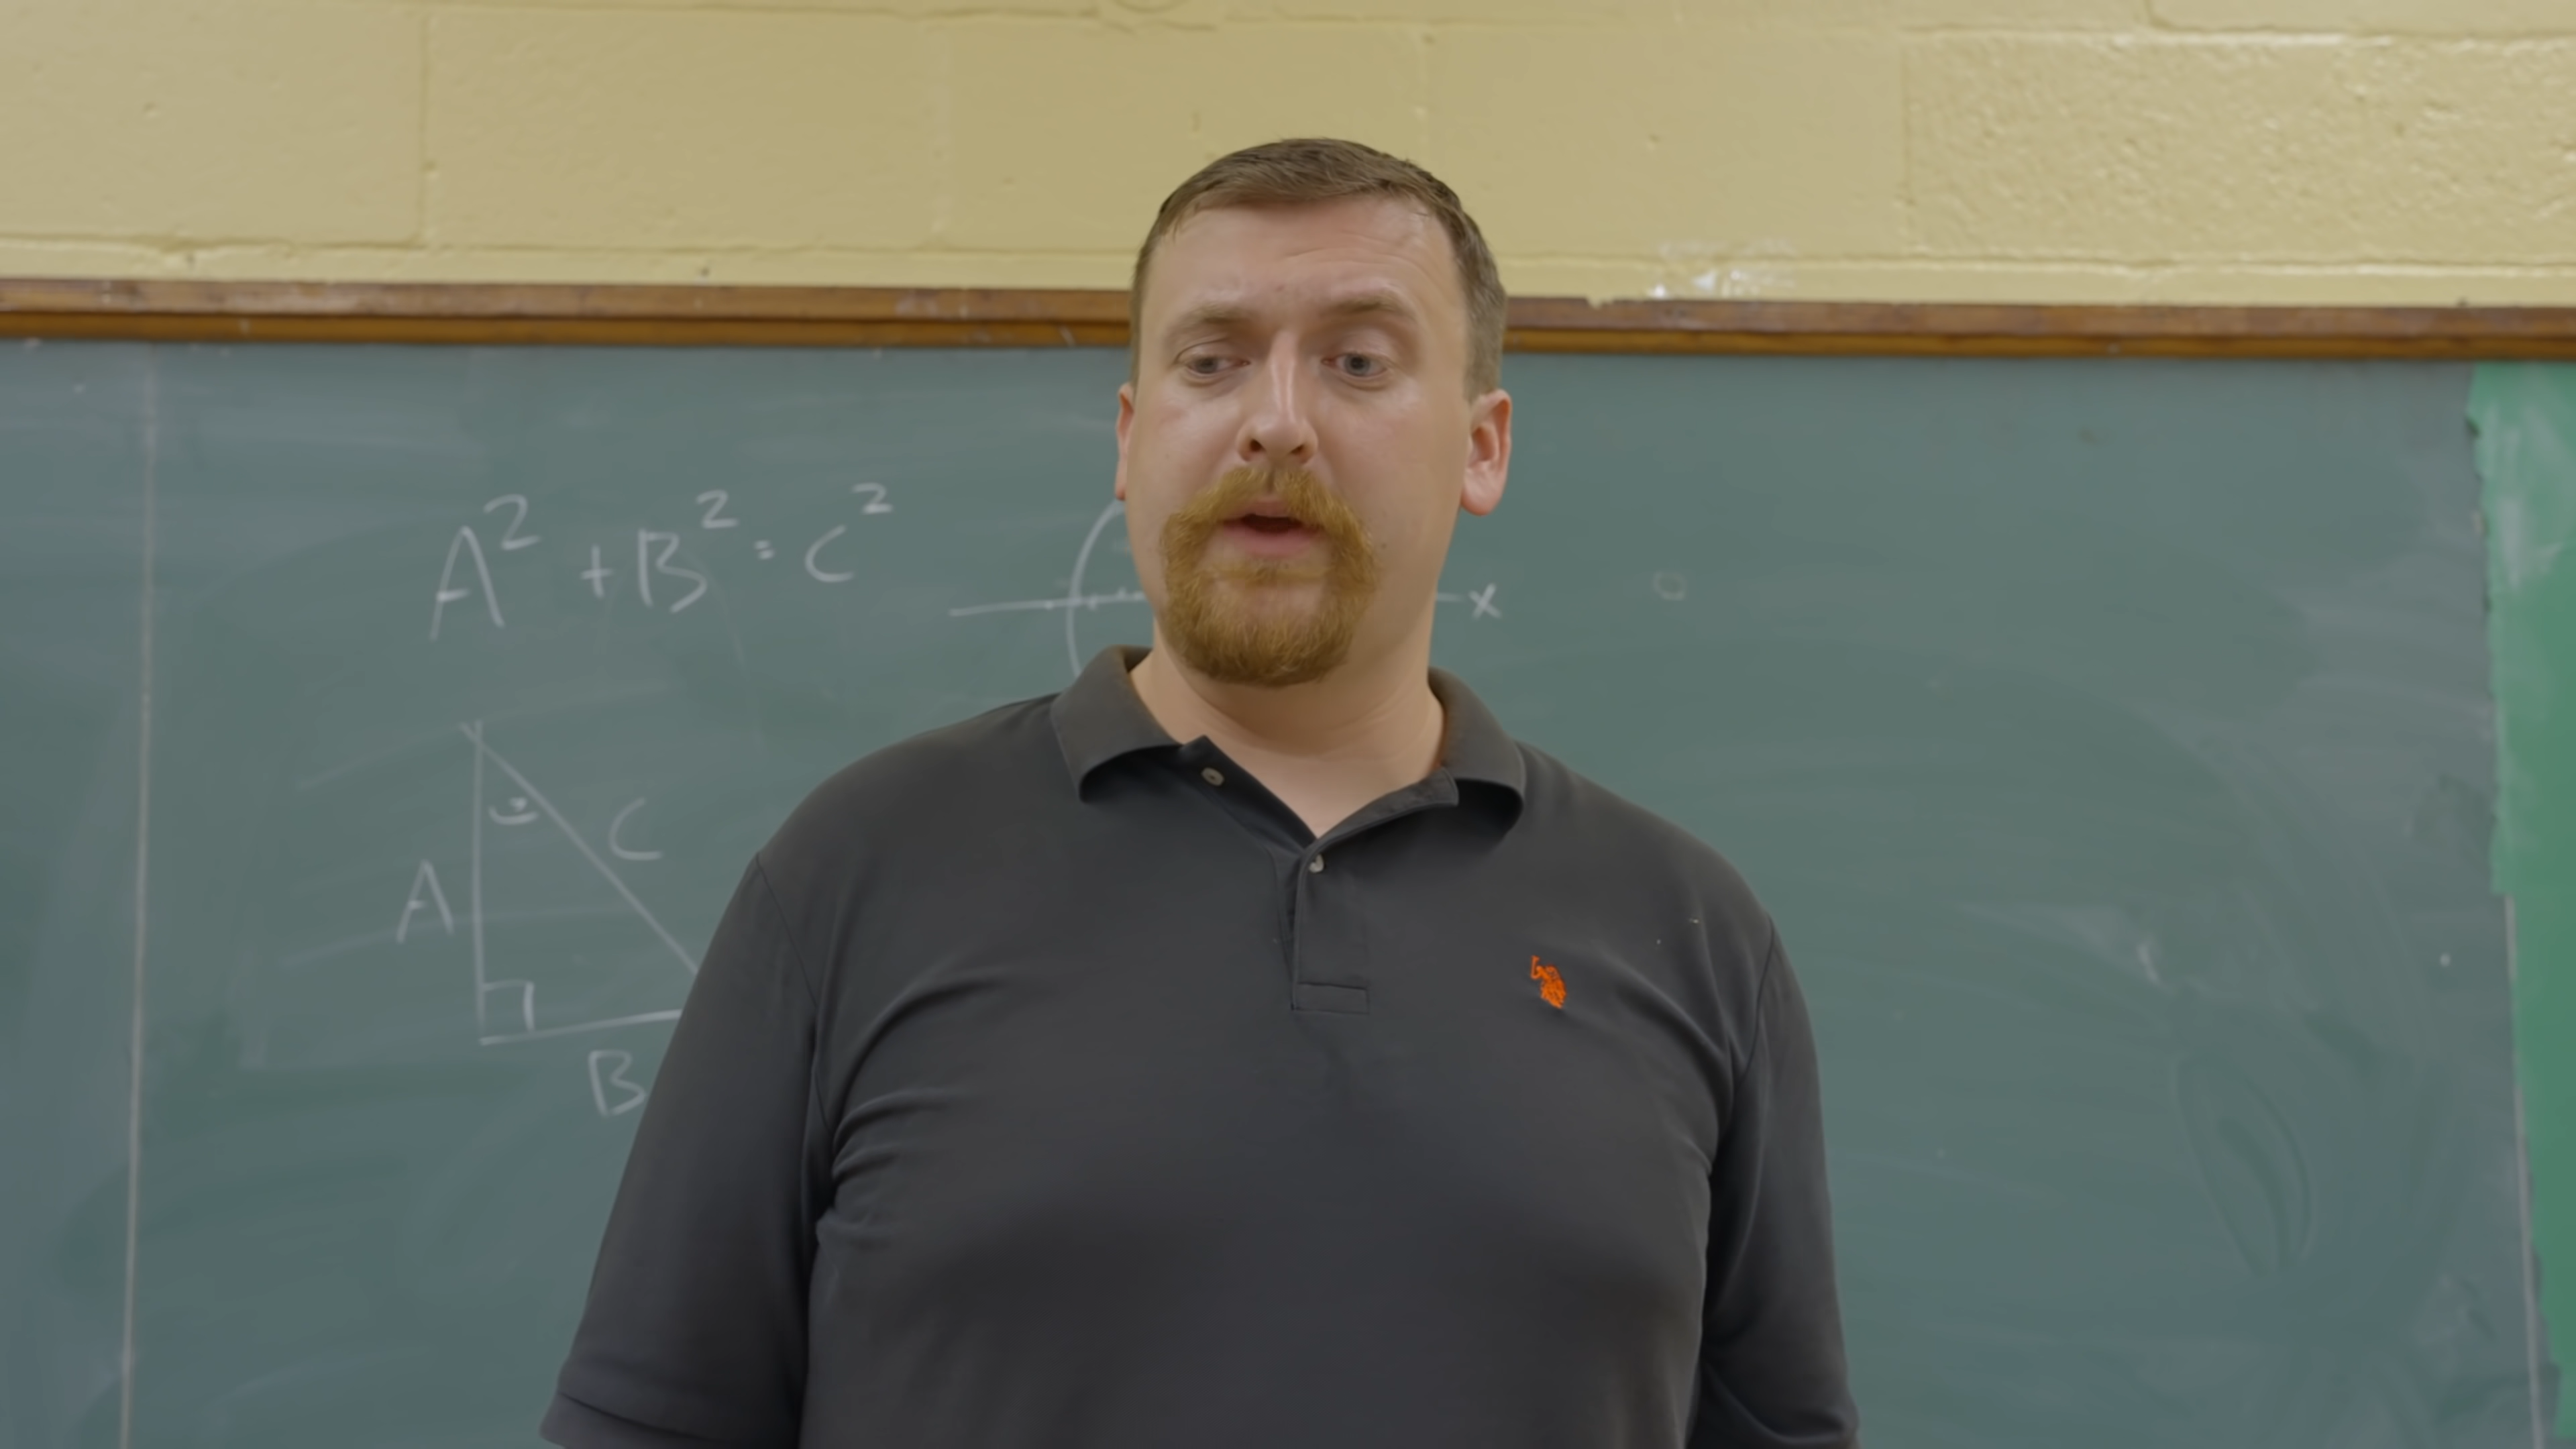 A² + B² = C²
x
C
A
B